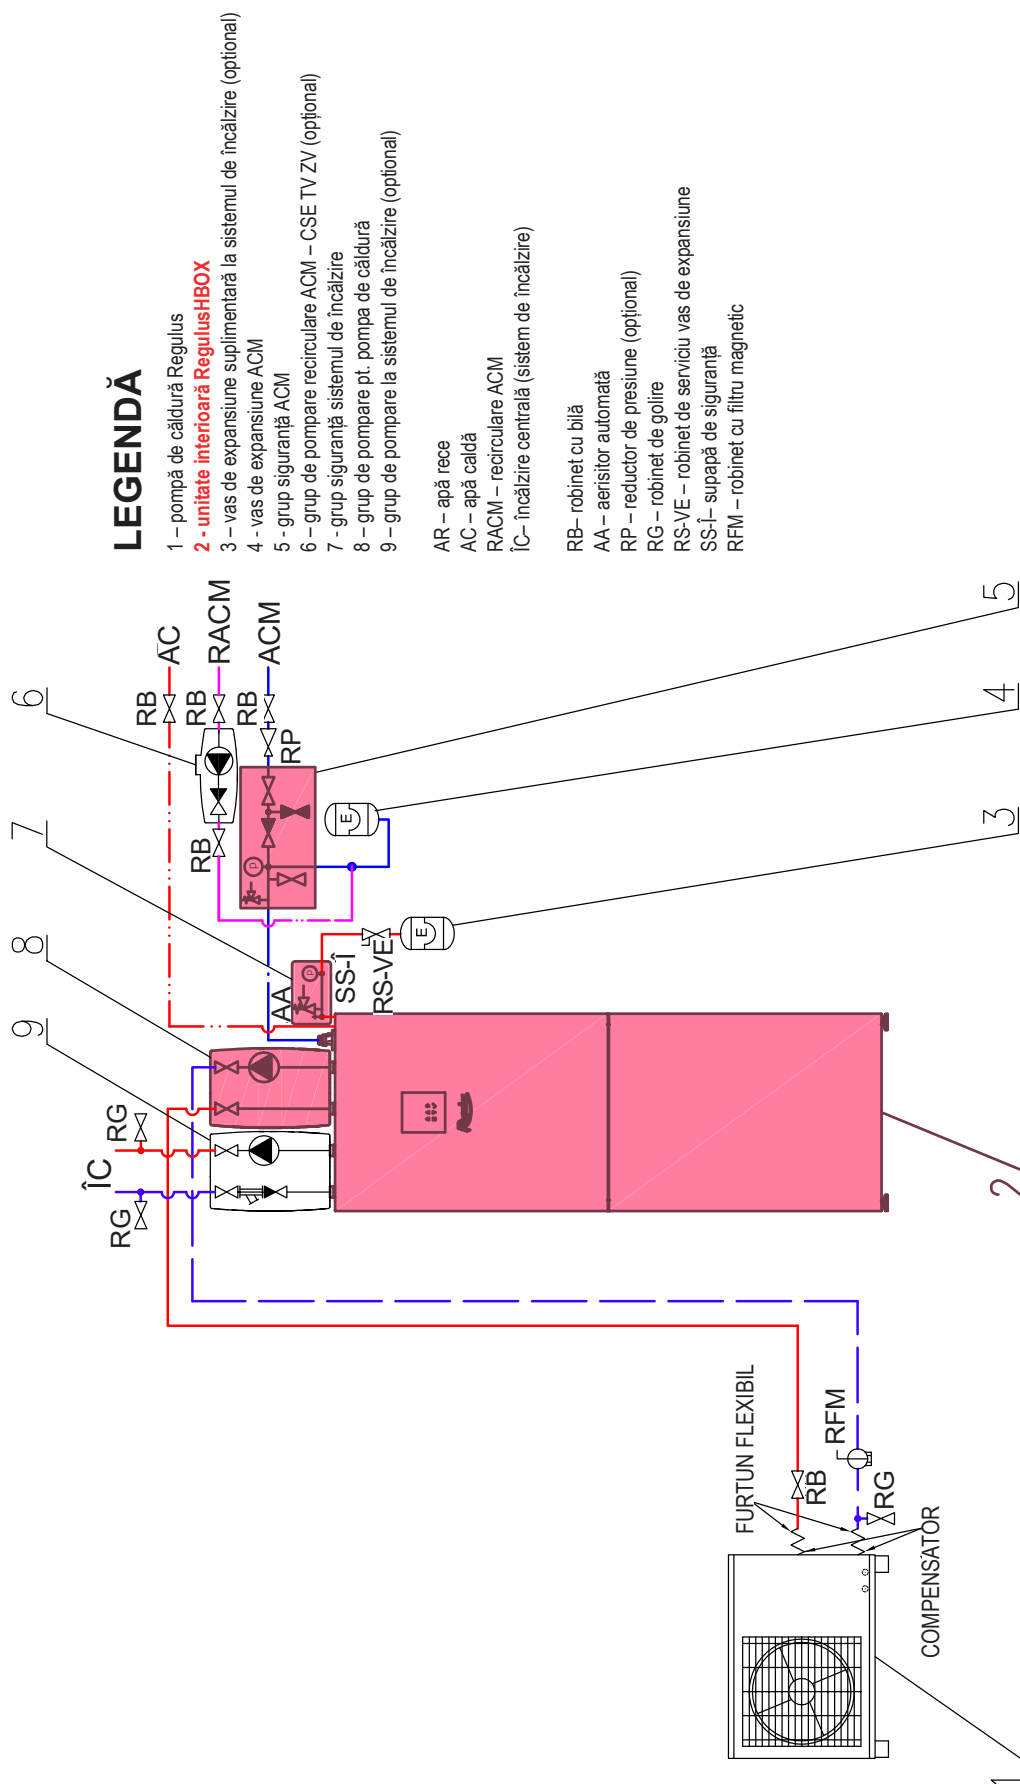 LEGENDĂ
1 – pompă de căldură Regulus
2 - unitate interioară RegulusHBOX
3 – vas de expansiune suplimentară la sistemul de încălzire (optional)
4 - vas de expansiune ACM
5 - grup siguranță ACM
6 – grup de pompare recirculare ACM – CSE TV ZV (opțional)
7 - grup siguranță sistemul de încălzire
8 – grup de pompare pt. pompa de căldură
9 – grup de pompare la sistemul de încălzire (optional)
AR – apă rece
AC – apă caldă
RACM – recirculare ACM
ÎC– încălzire centrală (sistem de încălzire)
RB– robinet cu bilă
AA – aerisitor automată
RP – reductor de presiune (opțional)
RG – robinet de golire
RS-VE – robinet de serviciu vas de expansiune
SS-Î– supapă de siguranță
RFM – robinet cu filtru magnetic
9
8
7
6
AC
RACM
ACM
RB
RB
RB
RB
RP
P
E
5
4
3
ÎC
RG
RG
AA
P
SS-Î
RS-VE
E
2
FURTUN FLEXIBIL
RB
RFM
RG
COMPENSATOR
1